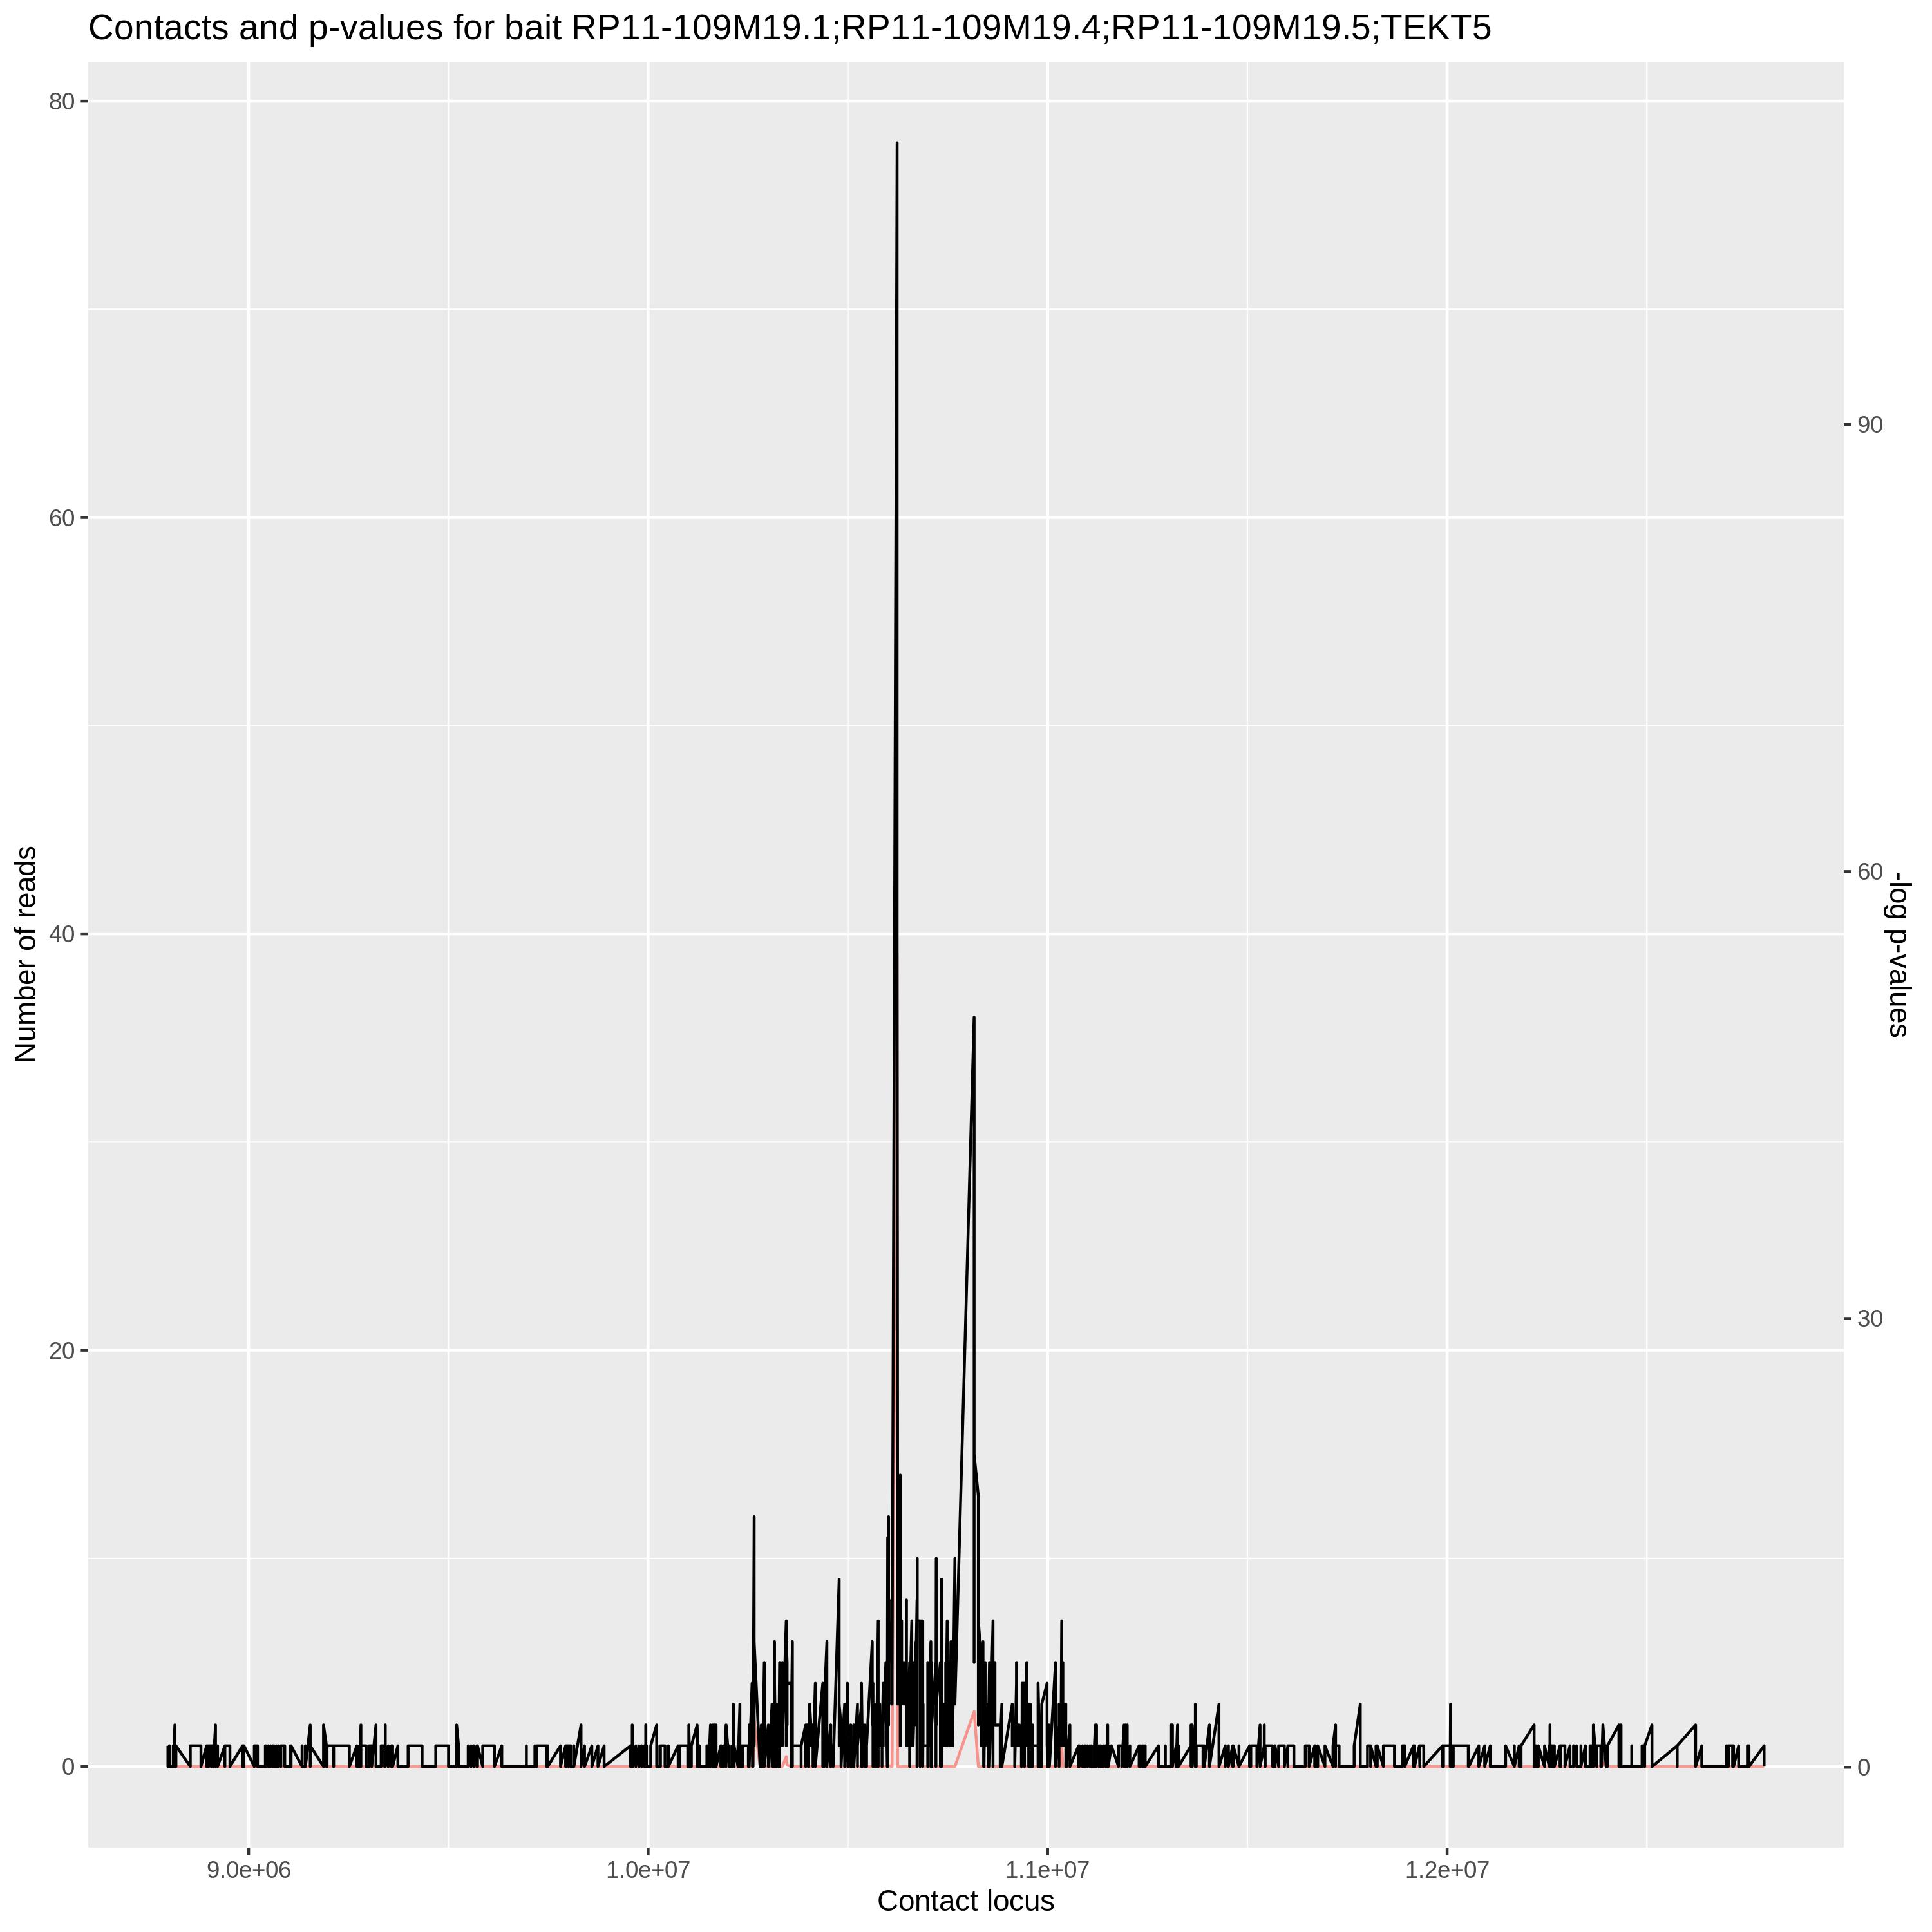 Contacts and p-values for bait RP11-109M19.1;RP11-109M19.4;RP11-109M19.5;TEKT5
80
60
40
20
0
Number of reads
90
60
30
0
-log p-values
9.0e+06
1.0e+07
1.1e+07
1.2e+07
Contact locus